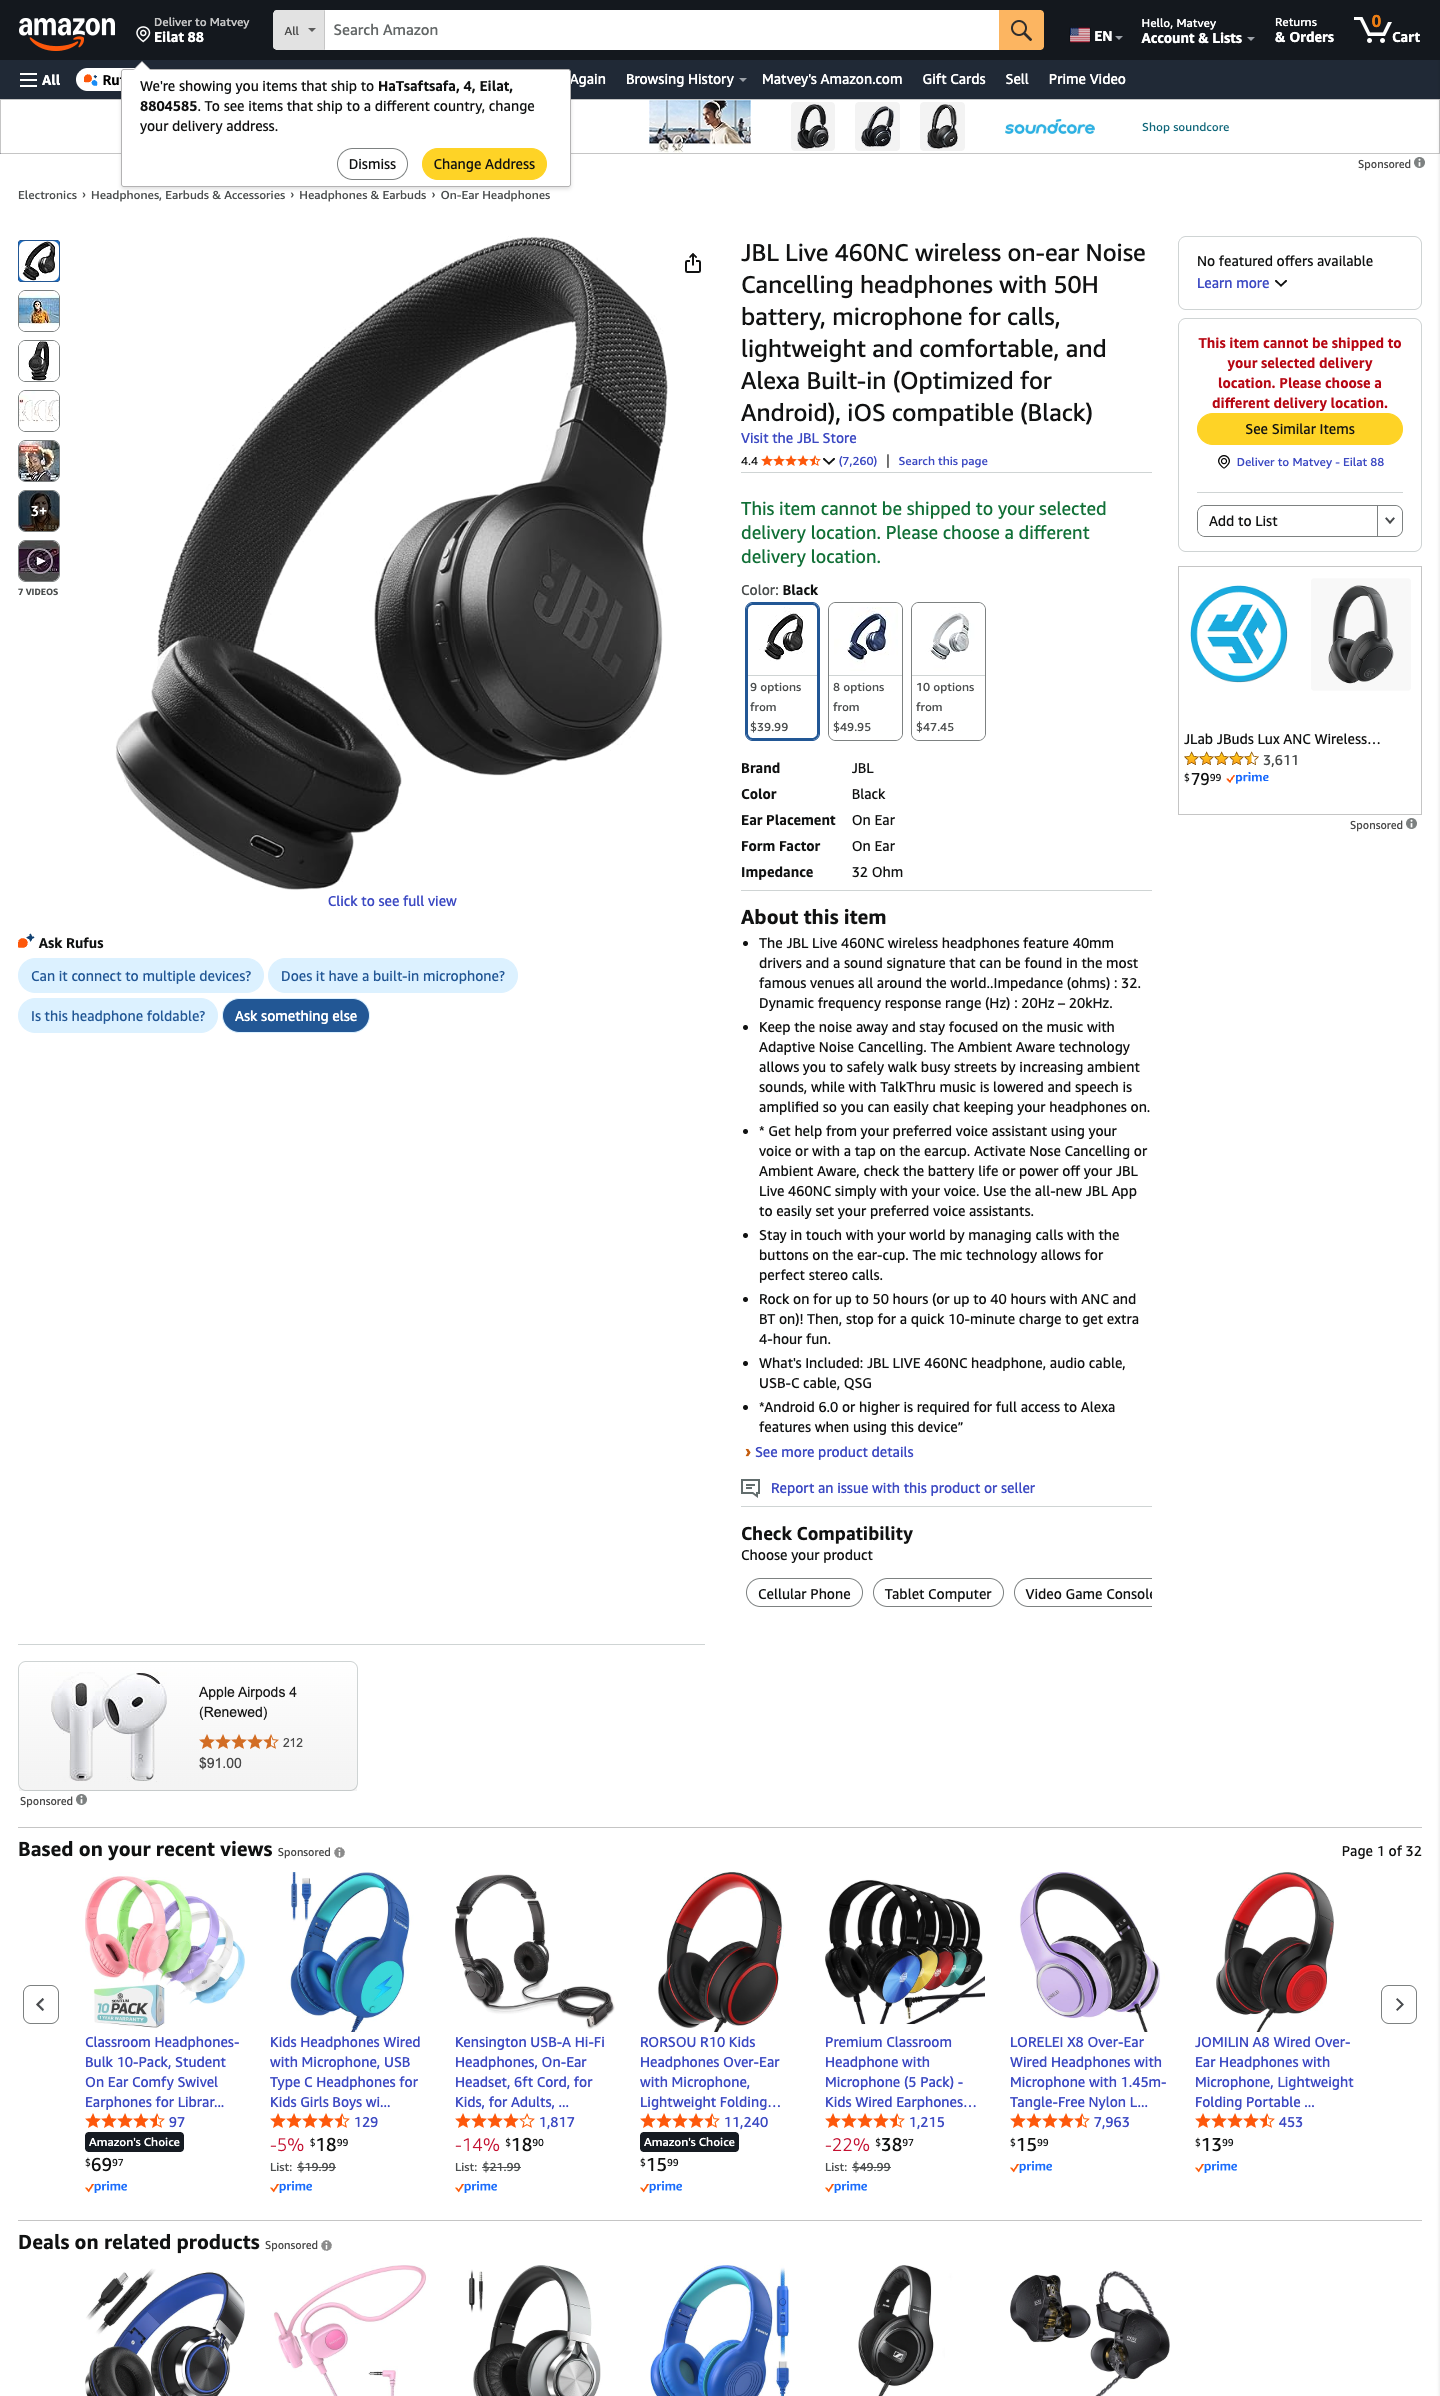 amazon
Deliver to Matvey
Eilat 88
All
Search Amazon
EN
Hello, Matvey
Account & Lists
Returns
& Orders
0
Cart
All
Again
Browsing History
Matvey's Amazon.com
Gift Cards
Sell
Prime Video
We're showing you items that ship to HaTsaftsafa, 4, Eilat,
8804585. To see items that ship to a different country, change
your delivery address.
Dismiss
Change Address
soundcore
Shop soundcore
Sponsored
Electronics › Headphones, Earbuds & Accessories › Headphones & Earbuds › On-Ear Headphones
3+
7 VIDEOS
JBL
Click to see full view
Ask Rufus
Can it connect to multiple devices?
Does it have a built-in microphone?
Is this headphone foldable?
Ask something else
JBL Live 460NC wireless on-ear Noise
Cancelling headphones with 50H
battery, microphone for calls,
lightweight and comfortable, and
Alexa Built-in (Optimized for
Android), iOS compatible (Black)
Visit the JBL Store
4.4 (7,260) | Search this page
This item cannot be shipped to your selected
delivery location. Please choose a different
delivery location.
Color: Black
9 options
from
$39.99
8 options
from
$49.95
10 options
from
$47.45
Brand JBL
Color Black
Ear Placement On Ear
Form Factor On Ear
Impedance 32 Ohm
About this item
• The JBL Live 460NC wireless headphones feature 40mm
drivers and a sound signature that can be found in the most
famous venues all around the world..Impedance (ohms) : 32.
Dynamic frequency response range (Hz) : 20Hz – 20kHz.
• Keep the noise away and stay focused on the music with
Adaptive Noise Cancelling. The Ambient Aware technology
allows you to safely walk busy streets by increasing ambient
sounds, while with TalkThru music is lowered and speech is
amplified so you can easily chat keeping your headphones on.
• * Get help from your preferred voice assistant using your
voice or with a tap on the earcup. Activate Nose Cancelling or
Ambient Aware, check the battery life or power off your JBL
Live 460NC simply with your voice. Use the all-new JBL App
to easily set your preferred voice assistants.
• Stay in touch with your world by managing calls with the
buttons on the ear-cup. The mic technology allows for
perfect stereo calls.
• Rock on for up to 50 hours (or up to 40 hours with ANC and
BT on)! Then, stop for a quick 10-minute charge to get extra
4-hour fun.
• What's Included: JBL LIVE 460NC headphone, audio cable,
USB-C cable, QSG
• *Android 6.0 or higher is required for full access to Alexa
features when using this device”
› See more product details
Report an issue with this product or seller
Check Compatibility
Choose your product
Cellular Phone
Tablet Computer
Video Game Console
No featured offers available
Learn more
This item cannot be shipped to
your selected delivery
location. Please choose a
different delivery location.
See Similar Items
Deliver to Matvey - Eilat 88
Add to List
JLab JBuds Lux ANC Wireless…
3,611
$79 99 prime
Sponsored
Apple Airpods 4
(Renewed)
212
$91.00
Sponsored
Based on your recent views Sponsored
Page 1 of 32
10 PACK
Classroom Headphones-
Bulk 10-Pack, Student
On Ear Comfy Swivel
Earphones for Librar...
97
Amazon's Choice
$69 97
prime
Kids Headphones Wired
with Microphone, USB
Type C Headphones for
Kids Girls Boys wi...
129
-5% $18 99
List: $19.99
prime
Kensington USB-A Hi-Fi
Headphones, On-Ear
Headset, 6ft Cord, for
Kids, for Adults, ...
1,817
-14% $18 90
List: $21.99
prime
RORSOU R10 Kids
Headphones Over-Ear
with Microphone,
Lightweight Folding...
11,240
Amazon's Choice
$15 99
prime
Premium Classroom
Headphone with
Microphone (5 Pack) -
Kids Wired Earphones...
1,215
-22% $38 97
List: $49.99
prime
LORELEI X8 Over-Ear
Wired Headphones with
Microphone with 1.45m-
Tangle-Free Nylon L...
7,963
$15 99
prime
JOMILIN A8 Wired Over-
Ear Headphones with
Microphone, Lightweight
Folding Portable ...
453
$13 99
prime
Deals on related products Sponsored